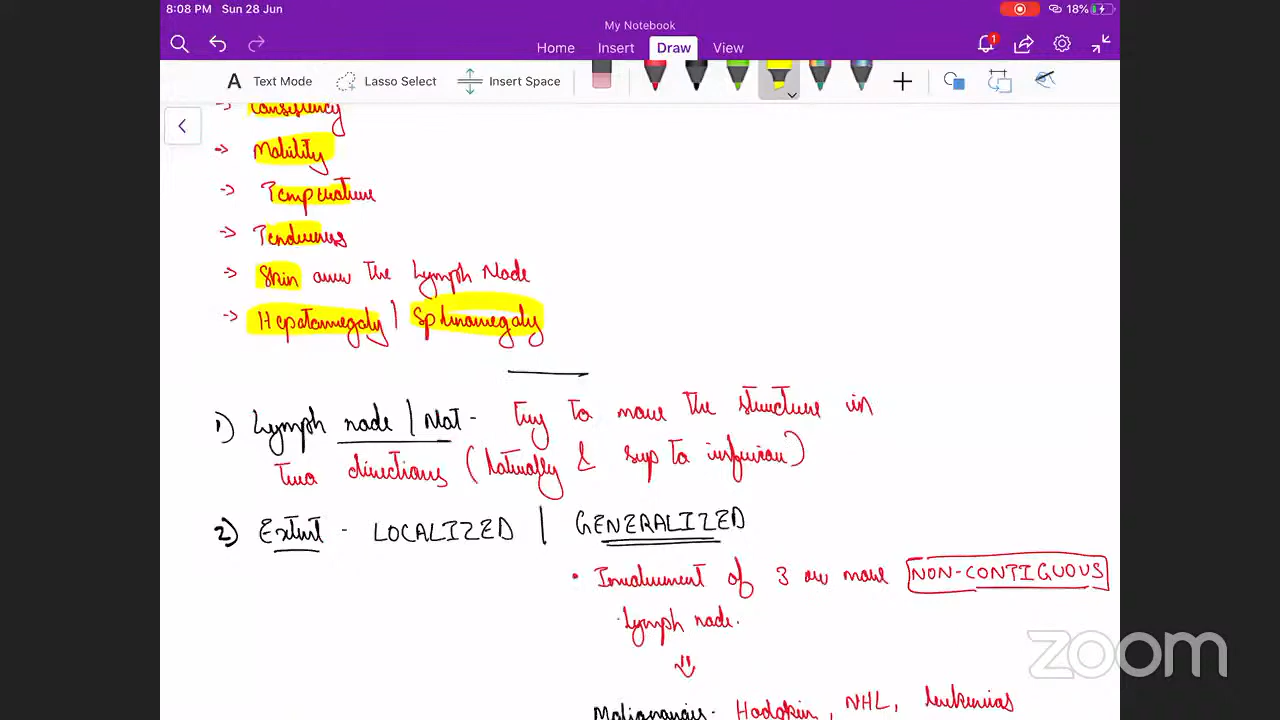 8:08 PM Sun 28 Jun
18%
My Notebook
Home Insert Draw View
1
A Text Mode Lasso Select Insert Space
-> Consistency
-> Mobility
-> Temperature
-> Tenderness
-> Skin over the Lymph Node
-> Hepatomegaly | Splenomegaly
1) Lymph node | Not - try to move the structure in
two directions (laterally & sup to inferior)
2) Extent - LOCALIZED | GENERALIZED
• Involvement of 3 or more NON-CONTIGUOUS
lymph node.
Malignancies - Hodgkin, NHL, leukemias
zoom